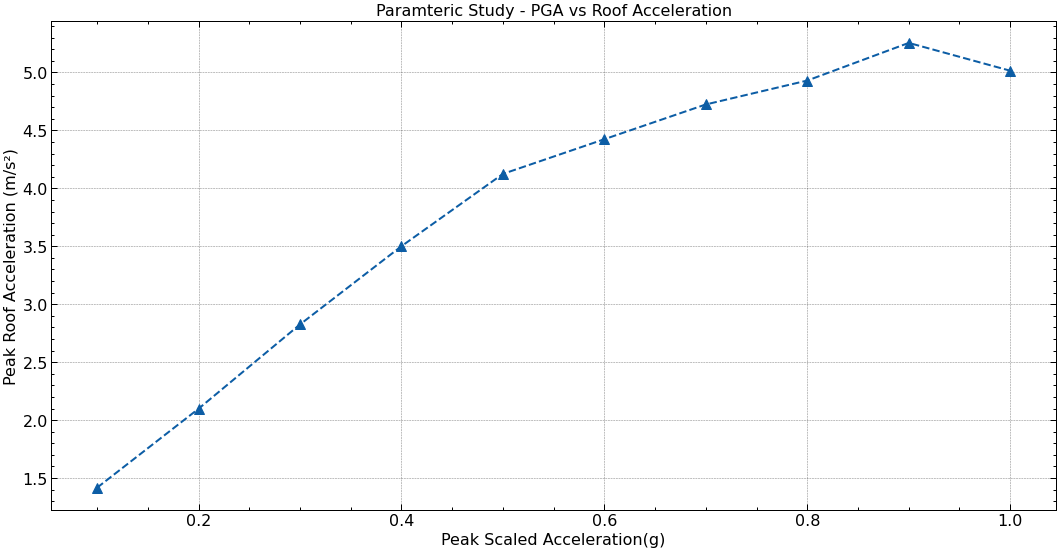 Paramteric Study - PGA vs Roof Acceleration
Peak Roof Acceleration (m/s²)
5.0
4.5
4.0
3.5
3.0
2.5
2.0
1.5
0.2 0.4 0.6 0.8 1.0
Peak Scaled Acceleration(g)